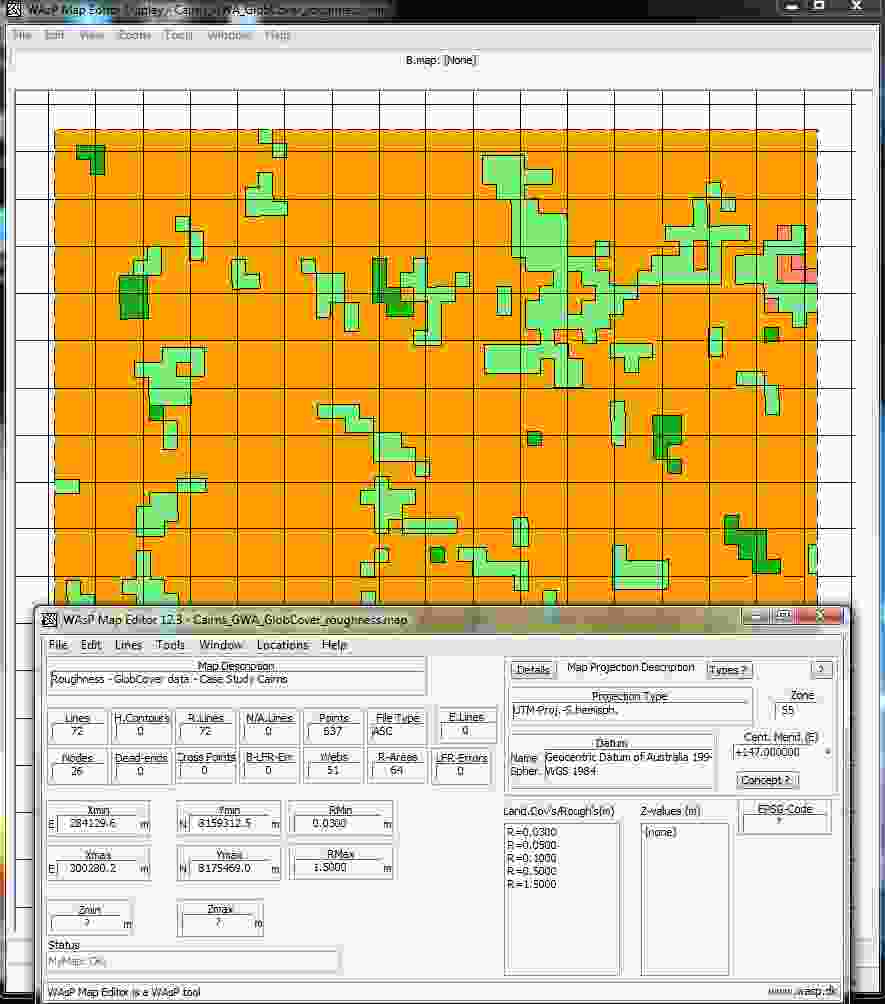 WAsP Map Editor Display - Cairns_GWA_GlobCover_roughness.map
File Edit View Zooms Tools Windows Help
B.map: [None]
WAsP Map Editor 12.3 - Cairns_GWA_GlobCover_roughness.map
File Edit Lines Tools Window Locations Help
Map Description
Roughness - GlobCover data - Case Study Cairns
Details Map Projection Description Types ? ?
Projection Type
UTM-Proj.-S.hemisph.
Zone
55
Lines H.Contours R.Lines N/A.Lines Points File Type E.Lines
72 0 72 0 637 ASC 0
Datum
Name Geocentric Datum of Australia 199
Spher. WGS 1984
Cent. Merid. (E)
+147.000000 °
Nodes Dead-ends Cross Points B-LFR-Err Webs R-Areas LFR-Errors
26 0 0 0 51 64 0
Concept ?
Xmin Ymin RMin
E 284129.6 m N 8159312.5 m 0.0300
Xmax Ymax RMax
E 300280.2 m N 8175469.0 m 1.5000
Zmin Zmax
? m ? m
Land.Cov's/Rough's(m)
R=0.0300
R=0.0500
R=0.1000
R=0.5000
R=1.5000
Z-values (m)
(none)
EPSG-Code
?
Status
MyMap: Ok,
WAsP Map Editor is a WAsP tool
www.wasp.dk